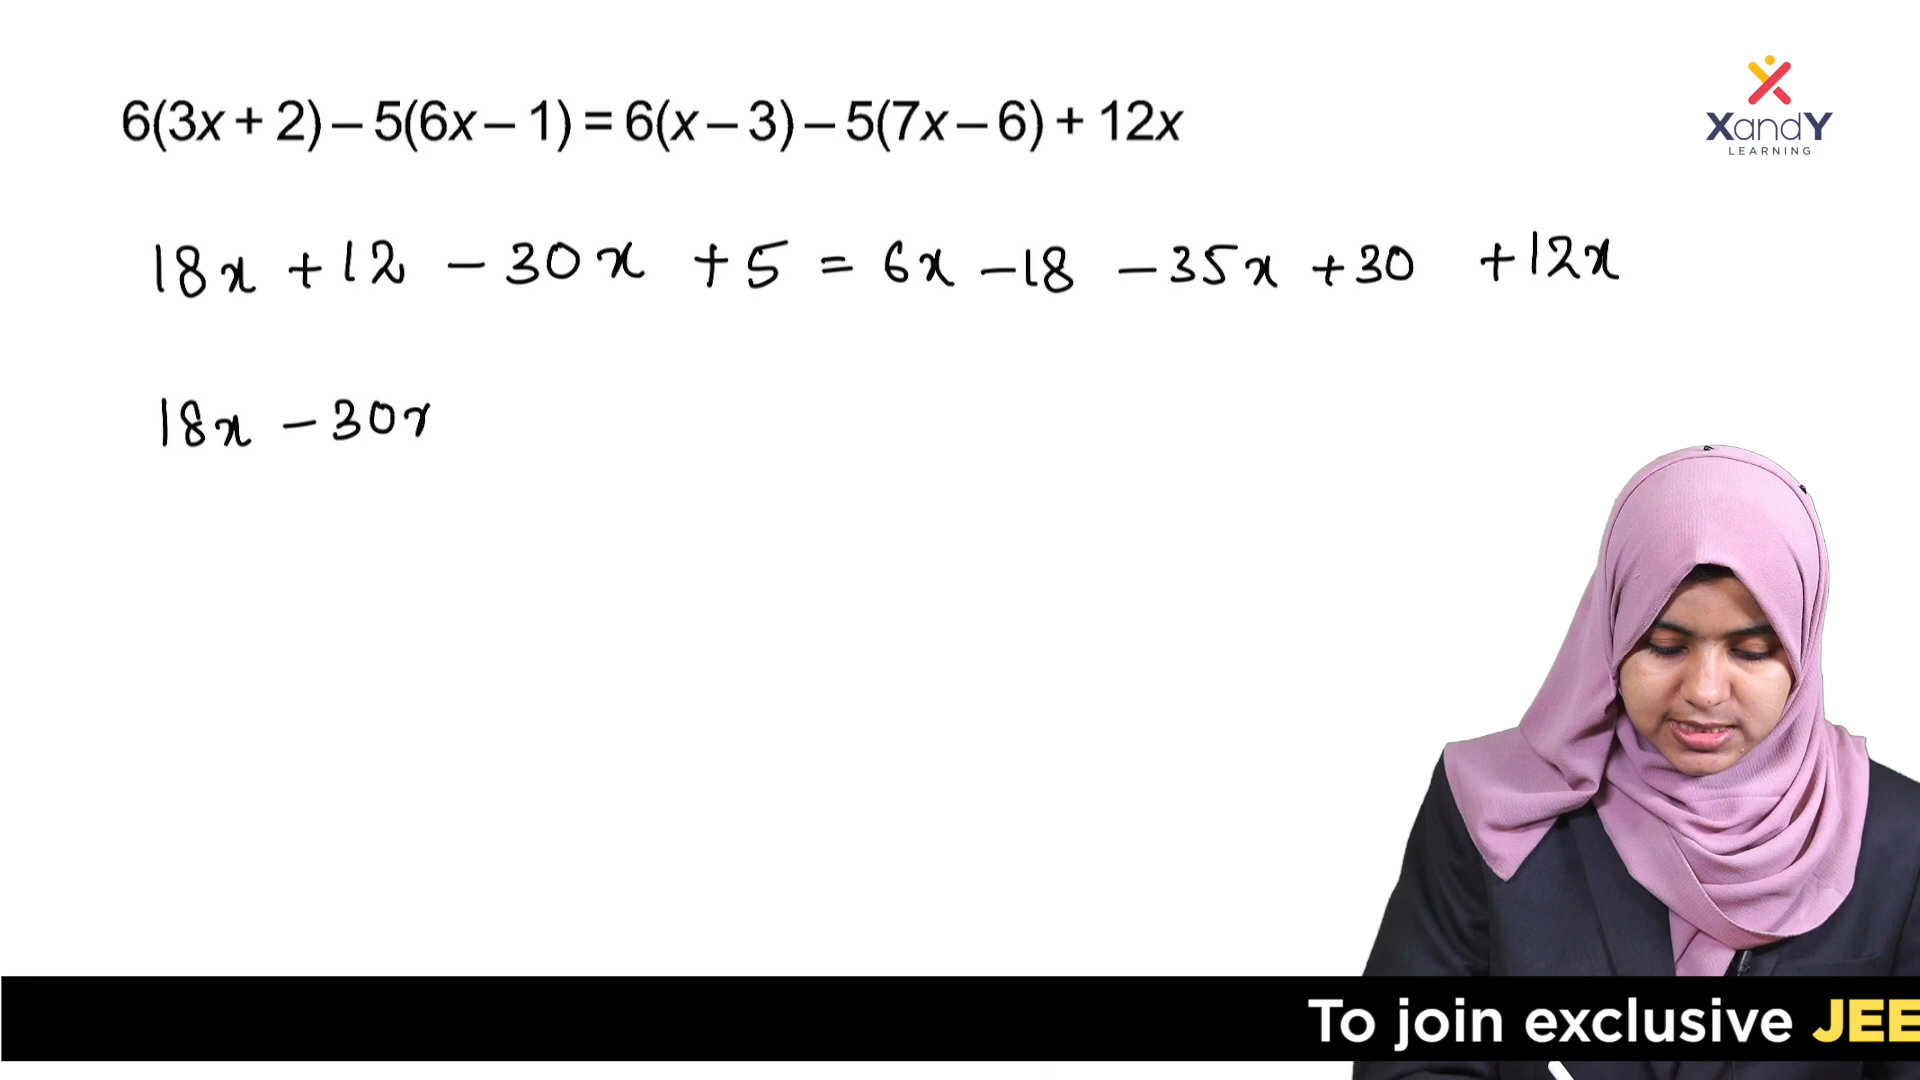 6(3x + 2) – 5(6x – 1) = 6(x – 3) – 5(7x – 6) + 12x
XandY
LEARNING
18x + 12 – 30x + 5 = 6x – 18 – 35x + 30 + 12x
18x – 30x
To join exclusive JEE